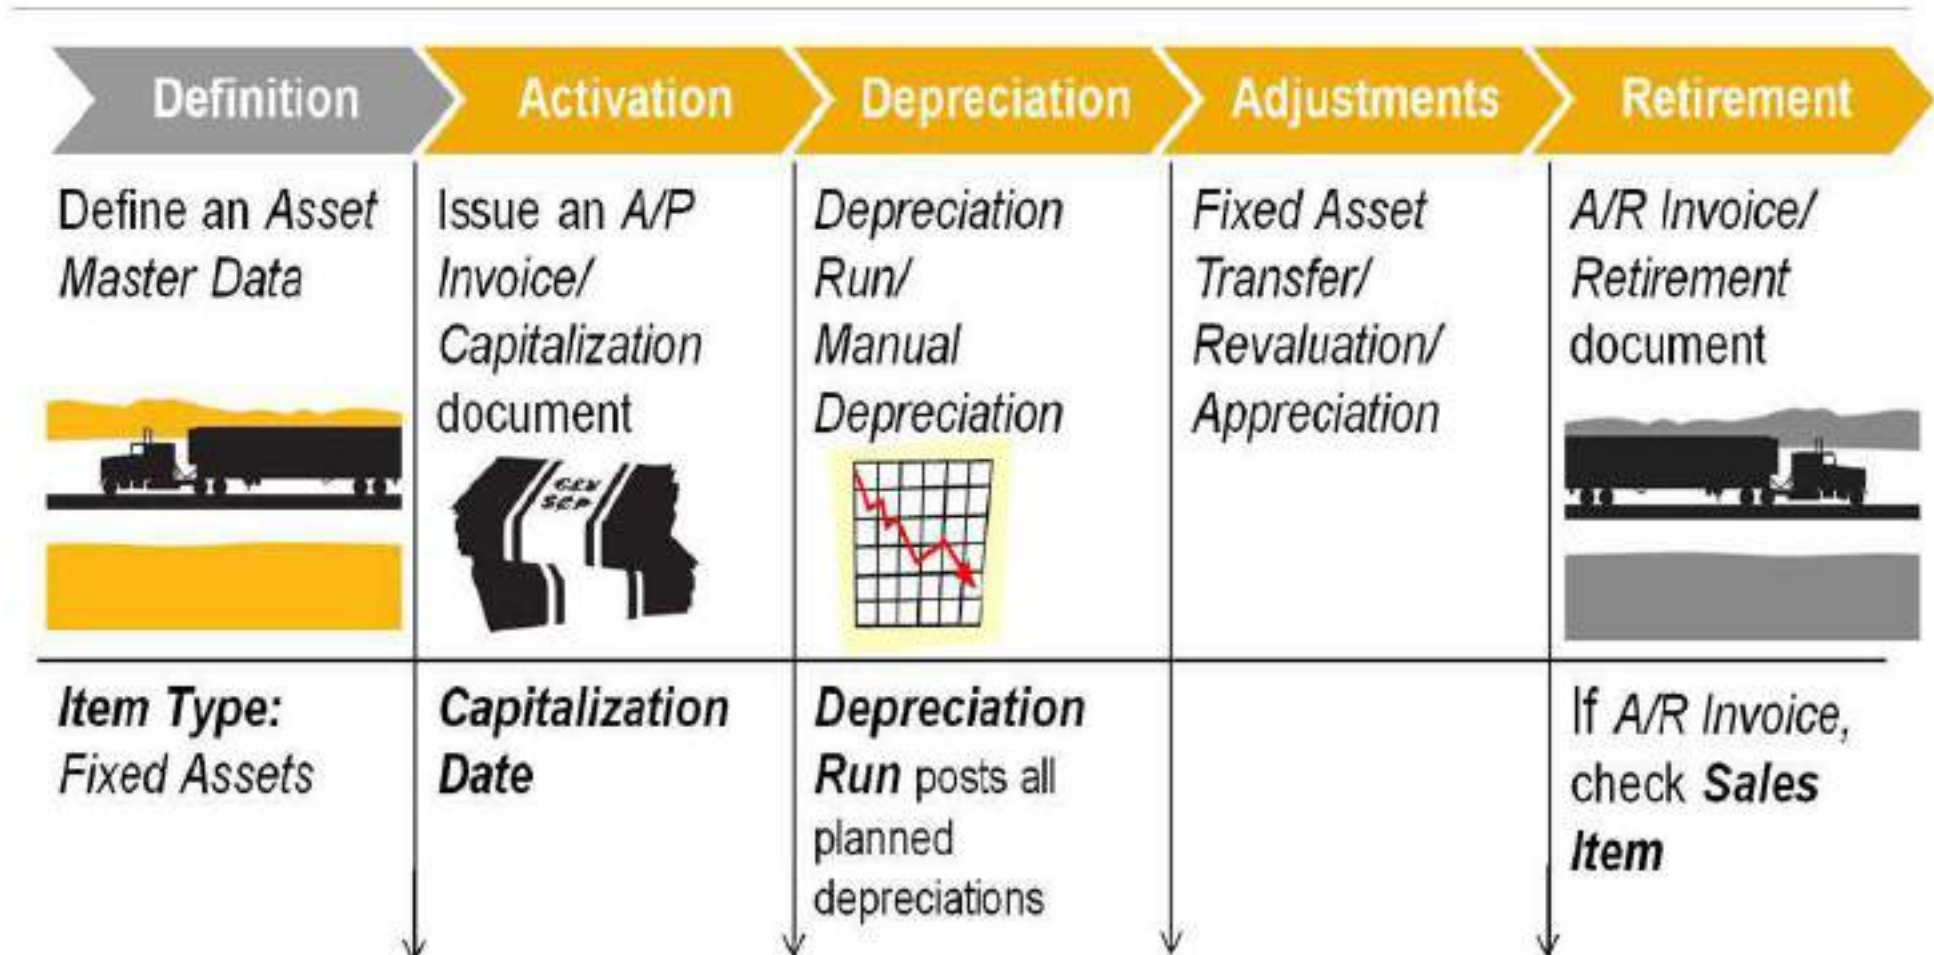 Definition
Activation
Depreciation
Adjustments
Retirement
Define an Asset
Master Data
Issue an A/P
Invoice/
Capitalization
document
Depreciation
Run/
Manual
Depreciation
Fixed Asset
Transfer/
Revaluation/
Appreciation
A/R Invoice/
Retirement
document
Item Type:
Fixed Assets
Capitalization
Date
Depreciation
Run posts all
planned
depreciations
If A/R Invoice,
check Sales
Item